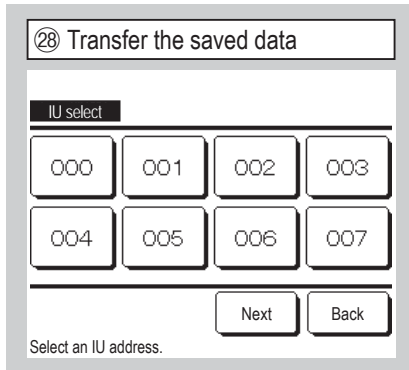 ㉘ Transfer the saved data
IU select
000 001 002 003
004 005 006 007
Next Back
Select an IU address.